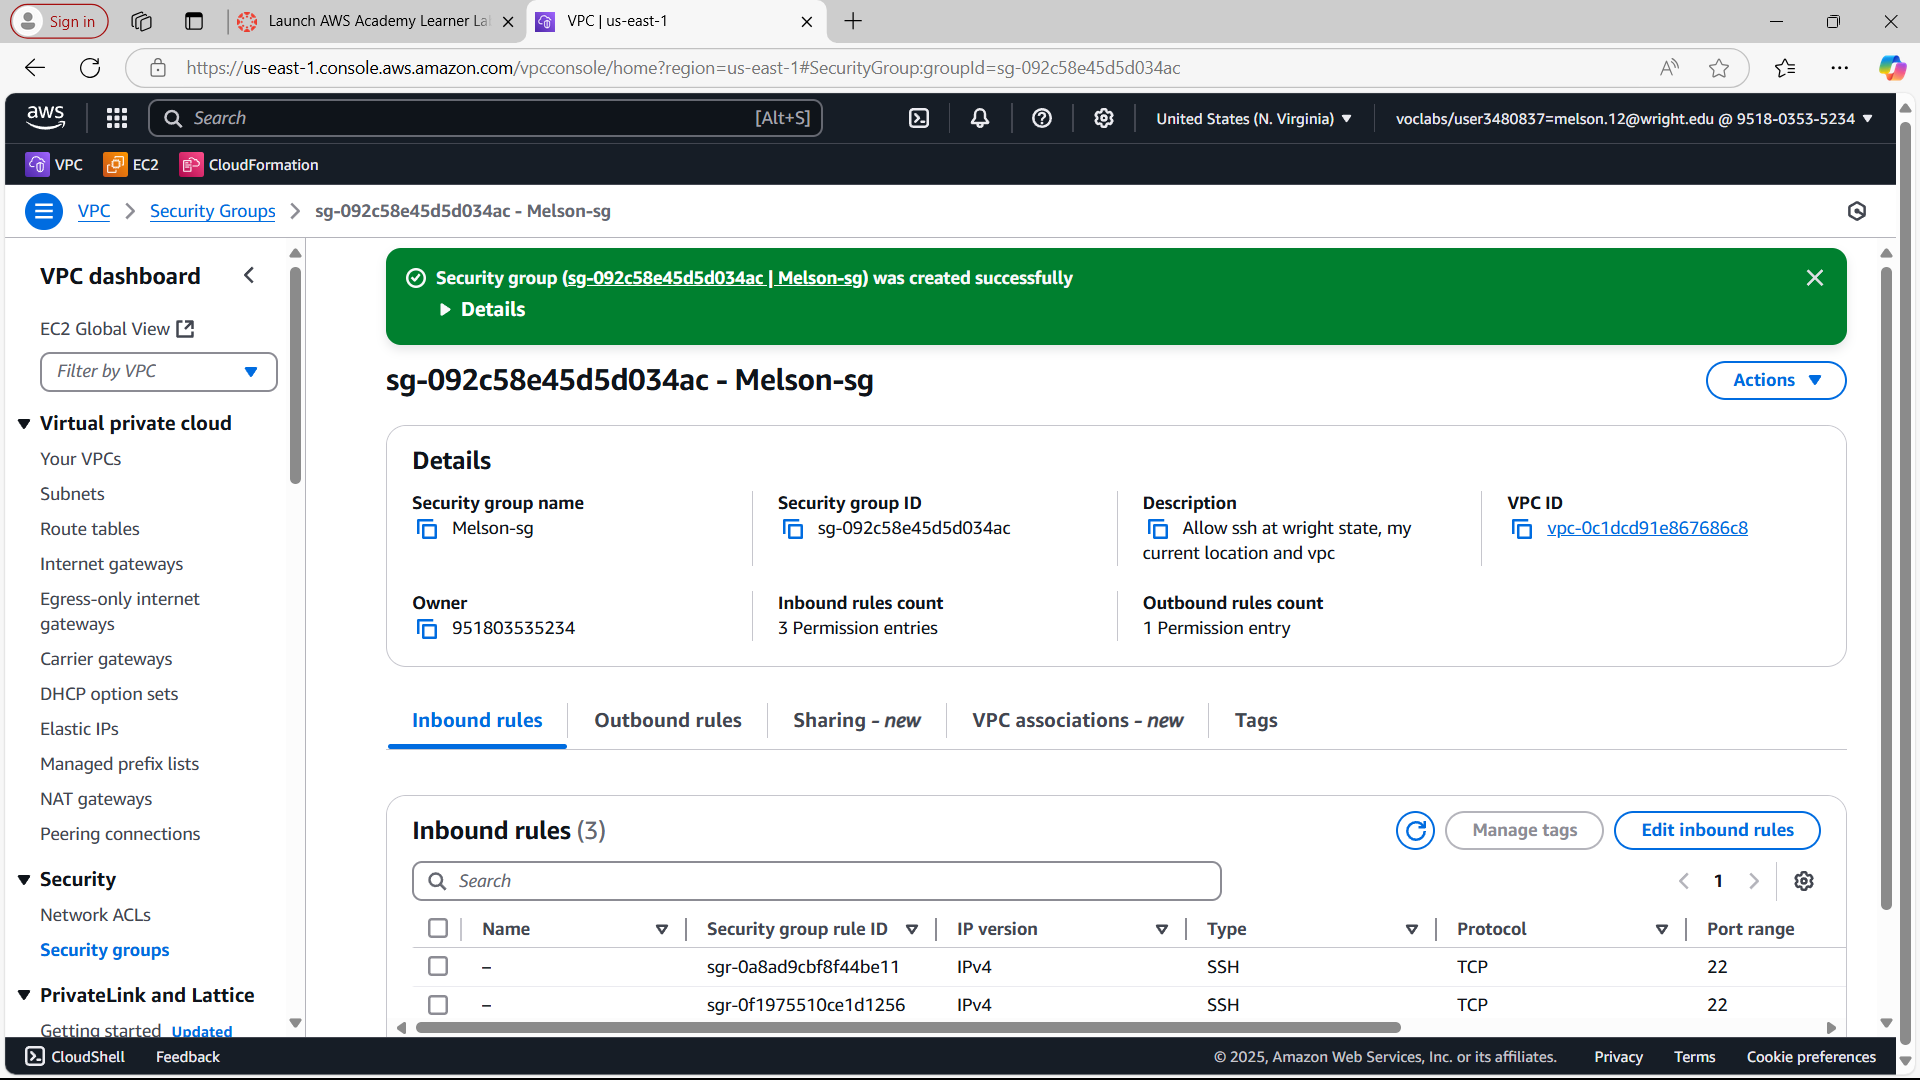 Sign in
Launch AWS Academy Learner La
VPC | us-east-1
https://us-east-1.console.aws.amazon.com/vpcconsole/home?region=us-east-1#SecurityGroup:groupId=sg-092c58e45d5d034ac
aws
Search
[Alt+S]
United States (N. Virginia)
voclabs/user3480837=melson.12@wright.edu @ 9518-0353-5234
VPC
EC2
CloudFormation
VPC
Security Groups
sg-092c58e45d5d034ac - Melson-sg
VPC dashboard
EC2 Global View
Filter by VPC
Virtual private cloud
Your VPCs
Subnets
Route tables
Internet gateways
Egress-only internet
gateways
Carrier gateways
DHCP option sets
Elastic IPs
Managed prefix lists
NAT gateways
Peering connections
Security
Network ACLs
Security groups
PrivateLink and Lattice
Getting started Updated
Security group (sg-092c58e45d5d034ac | Melson-sg) was created successfully
Details
sg-092c58e45d5d034ac - Melson-sg
Actions
Details
Security group name
Melson-sg
Security group ID
sg-092c58e45d5d034ac
Description
Allow ssh at wright state, my
current location and vpc
VPC ID
vpc-0c1dcd91e867686c8
Owner
951803535234
Inbound rules count
3 Permission entries
Outbound rules count
1 Permission entry
Inbound rules
Outbound rules
Sharing - new
VPC associations - new
Tags
Inbound rules (3)
Manage tags
Edit inbound rules
Search
1
Name Security group rule ID IP version Type Protocol Port range
– sgr-0a8ad9cbf8f44be11 IPv4 SSH TCP 22
– sgr-0f1975510ce1d1256 IPv4 SSH TCP 22
CloudShell
Feedback
© 2025, Amazon Web Services, Inc. or its affiliates.
Privacy
Terms
Cookie preferences